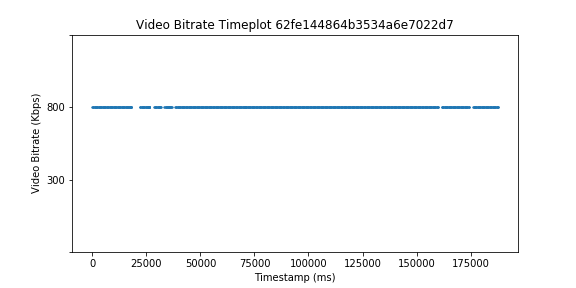 Video Bitrate Timeplot 62fe144864b3534a6e7022d7
Video Bitrate (Kbps)
800
300
0 25000 50000 75000 100000 125000 150000 175000
Timestamp (ms)